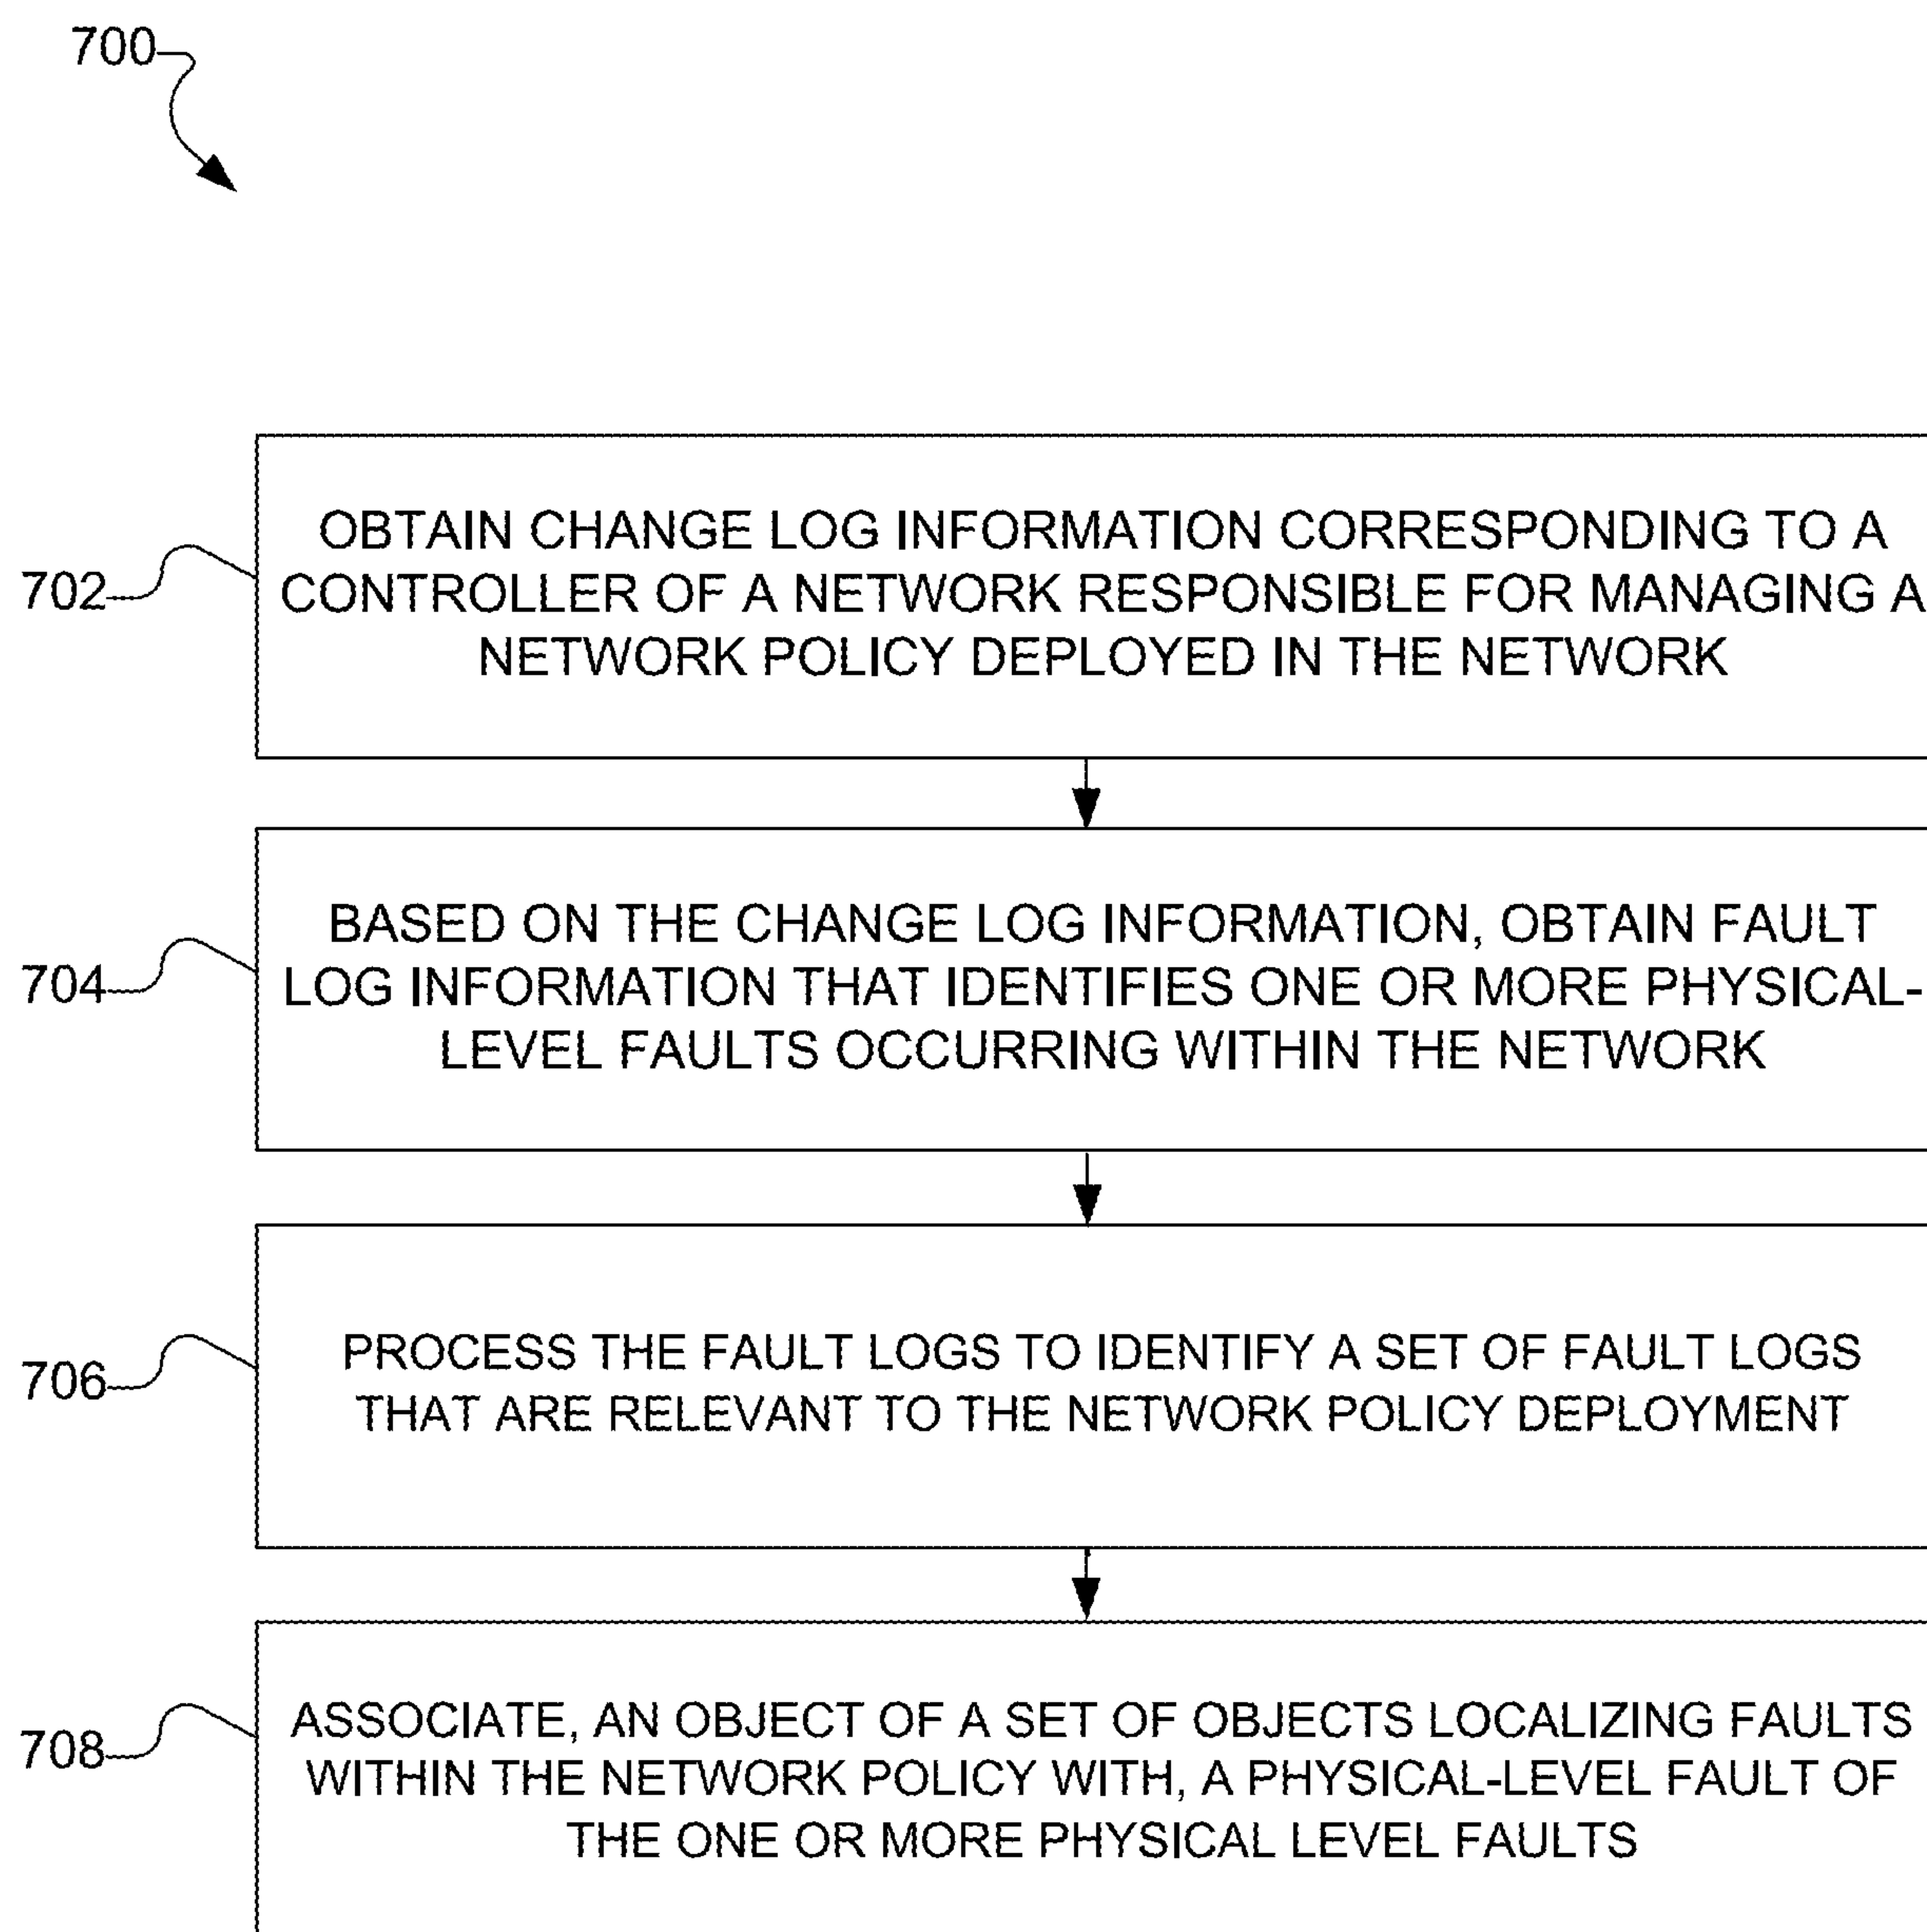 700
702
OBTAIN CHANGE LOG INFORMATION CORRESPONDING TO A
CONTROLLER OF A NETWORK RESPONSIBLE FOR MANAGING A
NETWORK POLICY DEPLOYED IN THE NETWORK
704
BASED ON THE CHANGE LOG INFORMATION, OBTAIN FAULT
LOG INFORMATION THAT IDENTIFIES ONE OR MORE PHYSICAL-
LEVEL FAULTS OCCURRING WITHIN THE NETWORK
706
PROCESS THE FAULT LOGS TO IDENTIFY A SET OF FAULT LOGS
THAT ARE RELEVANT TO THE NETWORK POLICY DEPLOYMENT
708
ASSOCIATE, AN OBJECT OF A SET OF OBJECTS LOCALIZING FAULTS
WITHIN THE NETWORK POLICY WITH, A PHYSICAL-LEVEL FAULT OF
THE ONE OR MORE PHYSICAL LEVEL FAULTS